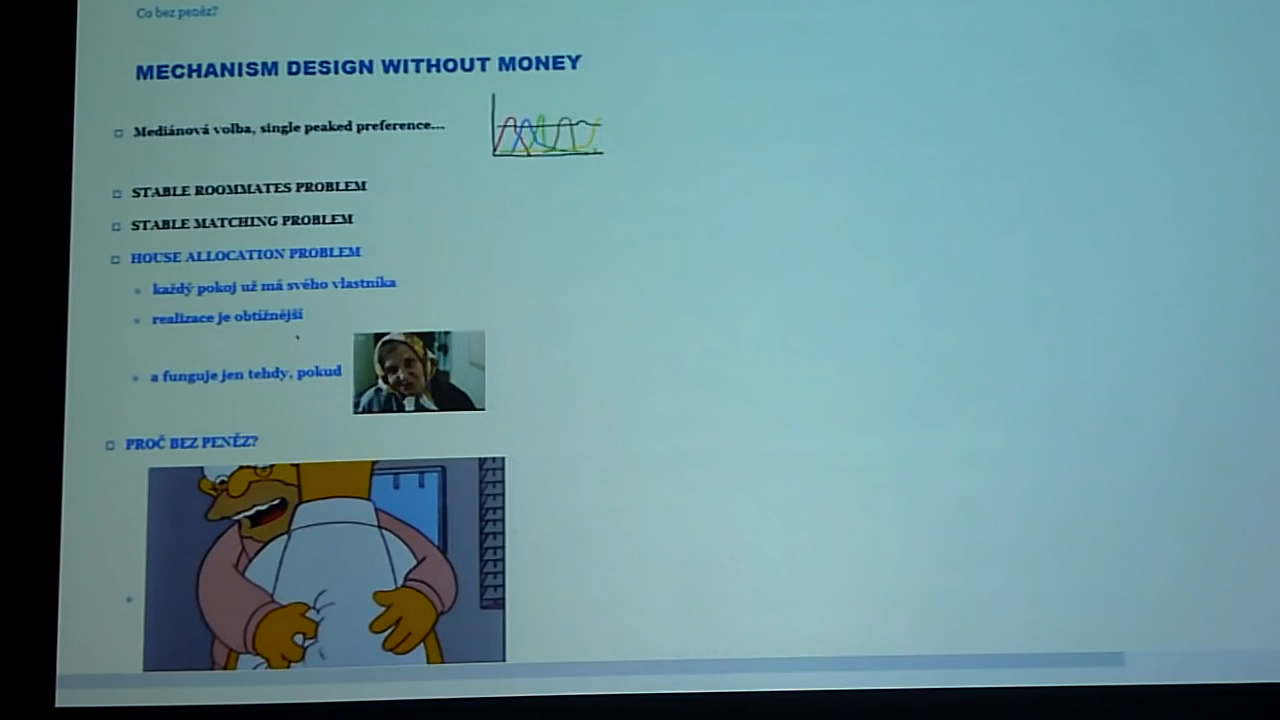 Co bez peněz?
MECHANISM DESIGN WITHOUT MONEY
Mediánová volba, single peaked preference...
STABLE ROOMMATES PROBLEM
STABLE MATCHING PROBLEM
HOUSE ALLOCATION PROBLEM
každý pokoj už má svého vlastníka
realizace je obtížnější
a funguje jen tehdy, pokud
PROČ BEZ PENĚZ?